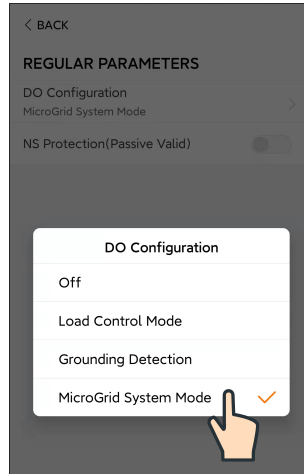 < BACK
REGULAR PARAMETERS
DO Configuration
MicroGrid System Mode
NS Protection(Passive Valid)
DO Configuration
Off
Load Control Mode
Grounding Detection
MicroGrid System Mode